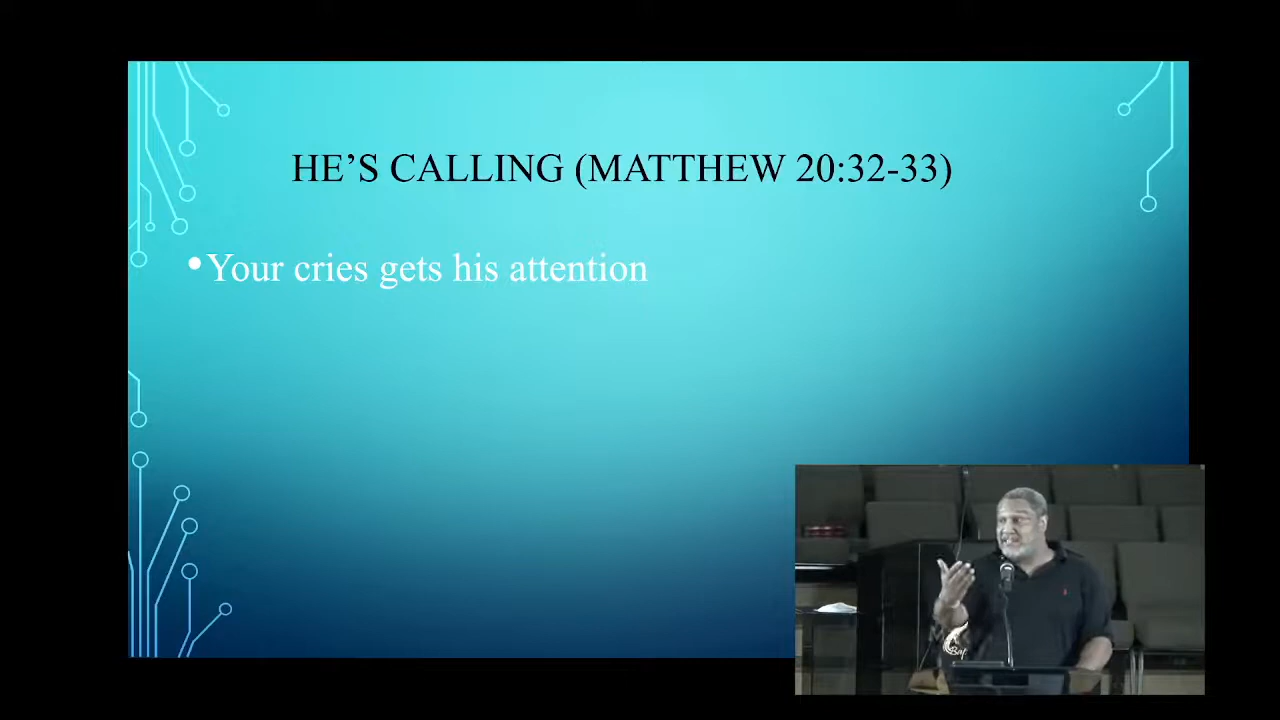 HE’S CALLING (MATTHEW 20:32-33)
•Your cries gets his attention